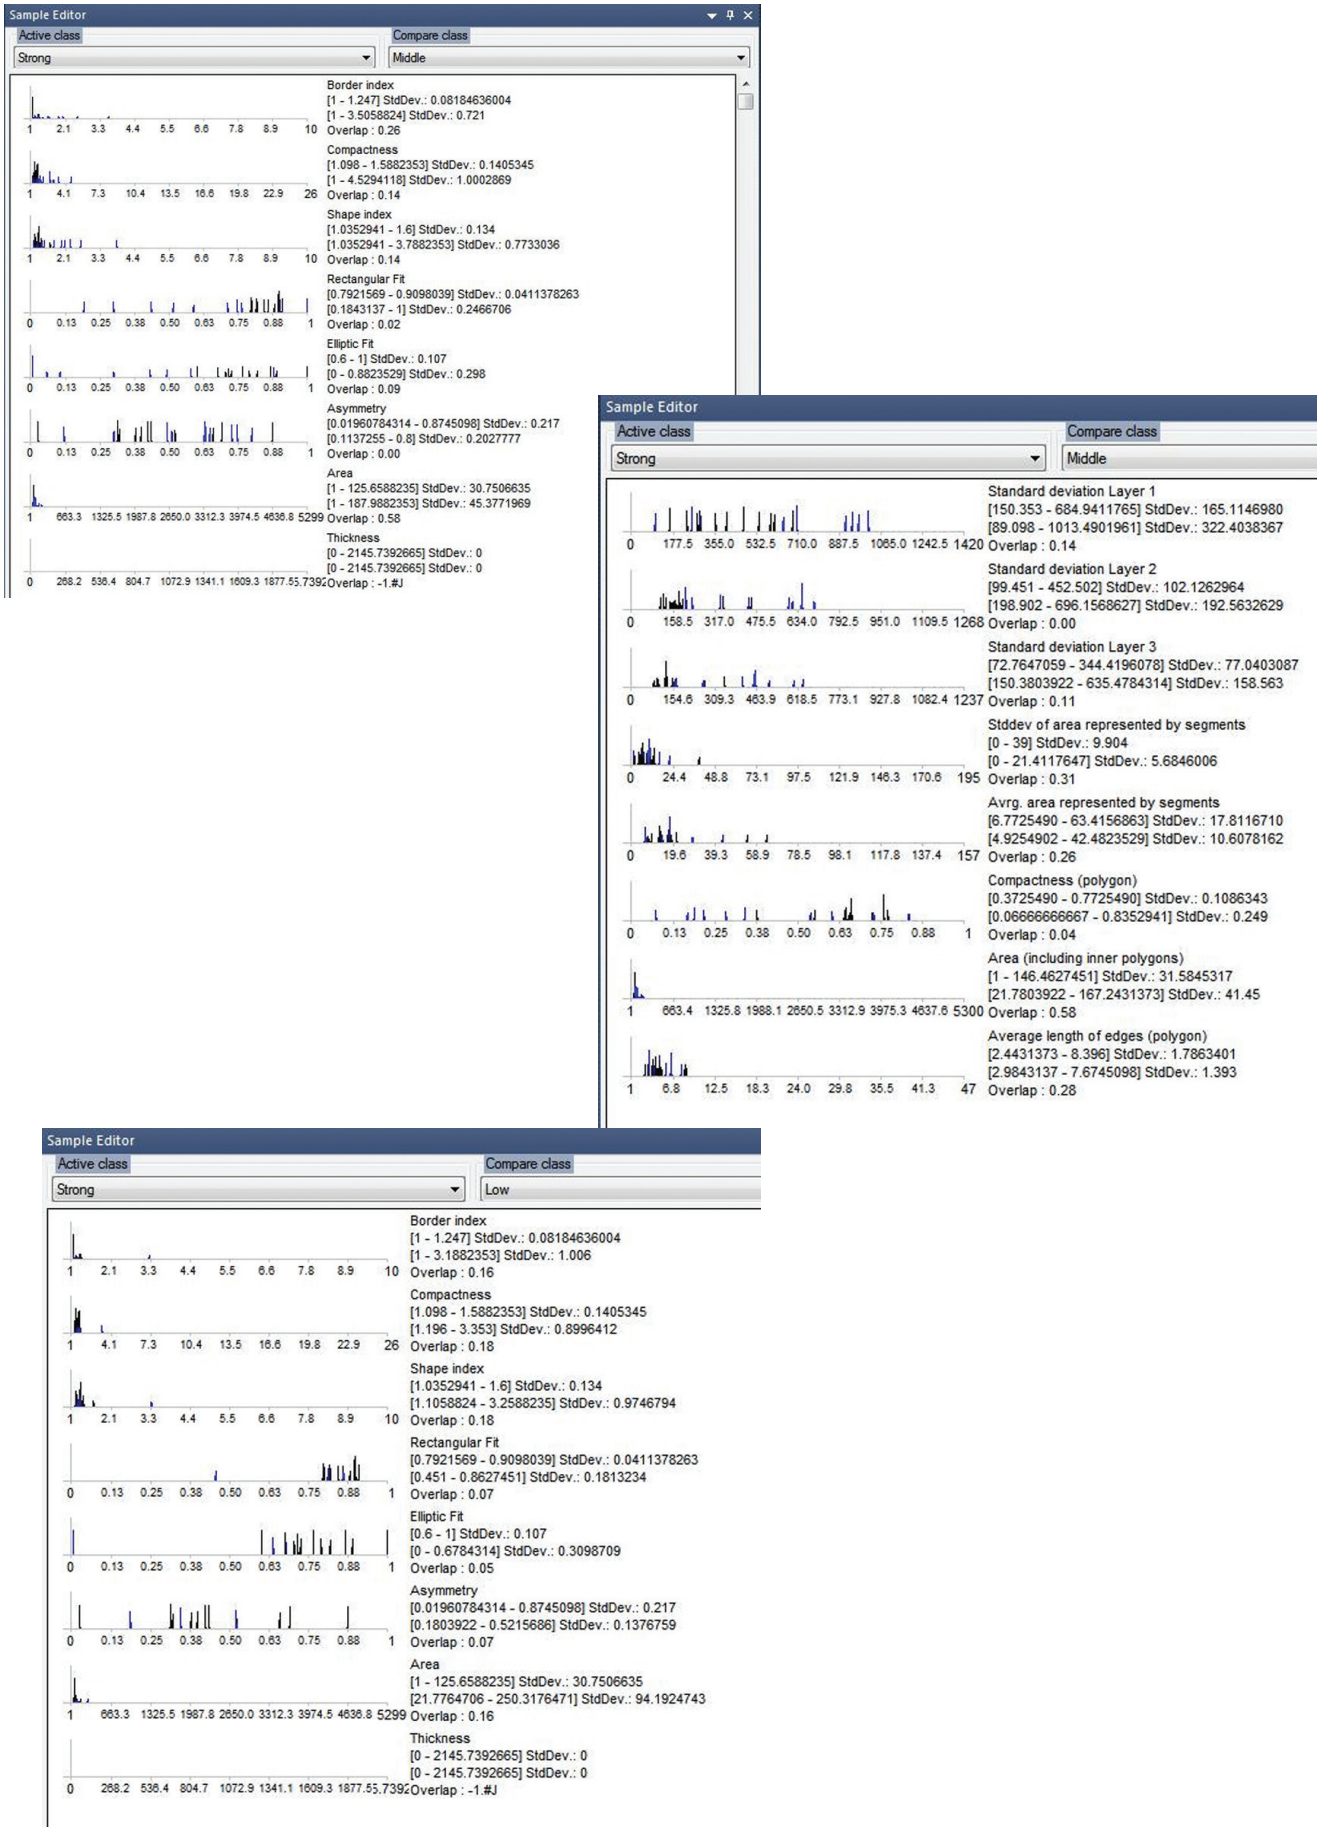 Sample Editor
Active class
Compare class
Strong
Middle
Border index
[1 - 1.247] StdDev.: 0.08184636004
[1 - 3.5058824] StdDev.: 0.721
1 2.1 3.3 4.4 5.5 6.6 7.8 8.9 10 Overlap : 0.26
Compactness
[1.098 - 1.5882353] StdDev.: 0.1405345
[1 - 4.5294118] StdDev.: 1.0002869
1 4.1 7.3 10.4 13.5 16.6 19.8 22.9 26 Overlap : 0.14
Shape index
[1.0352941 - 1.6] StdDev.: 0.134
[1.0352941 - 3.7882353] StdDev.: 0.7733036
1 2.1 3.3 4.4 5.5 6.6 7.8 8.9 10 Overlap : 0.14
Rectangular Fit
[0.7921569 - 0.9098039] StdDev.: 0.0411378263
[0.1843137 - 1] StdDev.: 0.2466706
0 0.13 0.25 0.38 0.50 0.63 0.75 0.88 1 Overlap : 0.02
Elliptic Fit
[0.6 - 1] StdDev.: 0.107
[0 - 0.8823529] StdDev.: 0.298
0 0.13 0.25 0.38 0.50 0.63 0.75 0.88 1 Overlap : 0.09
Asymmetry
[0.01960784314 - 0.8745098] StdDev.: 0.217
[0.1137255 - 0.8] StdDev.: 0.2027777
0 0.13 0.25 0.38 0.50 0.63 0.75 0.88 1 Overlap : 0.00
Area
[1 - 125.6588235] StdDev.: 30.7506635
[1 - 187.9882353] StdDev.: 45.3771969
1 663.3 1325.5 1987.8 2650.0 3312.3 3974.5 4636.8 5299 Overlap : 0.58
Thickness
[0 - 2145.7392665] StdDev.: 0
[0 - 2145.7392665] StdDev.: 0
0 268.2 536.4 804.7 1072.9 1341.1 1609.3 1877.55.7392 Overlap : -1.#J
Sample Editor
Active class
Compare class
Strong
Middle
Standard deviation Layer 1
[150.353 - 684.9411765] StdDev.: 165.1146980
[89.098 - 1013.4901961] StdDev.: 322.4038367
0 177.5 355.0 532.5 710.0 887.5 1065.0 1242.5 1420 Overlap : 0.14
Standard deviation Layer 2
[99.451 - 452.502] StdDev.: 102.1262964
[198.902 - 696.1568627] StdDev.: 192.5632629
0 158.5 317.0 475.5 634.0 792.5 951.0 1109.5 1268 Overlap : 0.00
Standard deviation Layer 3
[72.7647059 - 344.4196078] StdDev.: 77.0403087
[150.3803922 - 635.4784314] StdDev.: 158.563
0 154.6 309.3 463.9 618.5 773.1 927.8 1082.4 1237 Overlap : 0.11
Stddev of area represented by segments
[0 - 39] StdDev.: 9.904
[0 - 21.4117647] StdDev.: 5.6846006
0 24.4 48.8 73.1 97.5 121.9 146.3 170.6 195 Overlap : 0.31
Avrg. area represented by segments
[6.7725490 - 63.4156863] StdDev.: 17.8116710
[4.9254902 - 42.4823529] StdDev.: 10.6078162
0 19.6 39.3 58.9 78.5 98.1 117.8 137.4 157 Overlap : 0.26
Compactness (polygon)
[0.3725490 - 0.7725490] StdDev.: 0.1086343
[0.06666666667 - 0.8352941] StdDev.: 0.249
0 0.13 0.25 0.38 0.50 0.63 0.75 0.88 1 Overlap : 0.04
Area (including inner polygons)
[1 - 146.4627451] StdDev.: 31.5845317
[21.7803922 - 167.2431373] StdDev.: 41.45
1 663.4 1325.8 1988.1 2650.5 3312.9 3975.3 4637.6 5300 Overlap : 0.58
Average length of edges (polygon)
[2.4431373 - 8.396] StdDev.: 1.7863401
[2.9843137 - 7.6745098] StdDev.: 1.393
1 6.8 12.5 18.3 24.0 29.8 35.5 41.3 47 Overlap : 0.28
Sample Editor
Active class
Compare class
Strong
Low
Border index
[1 - 1.247] StdDev.: 0.08184636004
[1 - 3.1882353] StdDev.: 1.006
1 2.1 3.3 4.4 5.5 6.6 7.8 8.9 10 Overlap : 0.16
Compactness
[1.098 - 1.5882353] StdDev.: 0.1405345
[1.196 - 3.353] StdDev.: 0.8996412
1 4.1 7.3 10.4 13.5 16.6 19.8 22.9 26 Overlap : 0.18
Shape index
[1.0352941 - 1.6] StdDev.: 0.134
[1.1058824 - 3.2588235] StdDev.: 0.9746794
1 2.1 3.3 4.4 5.5 6.6 7.8 8.9 10 Overlap : 0.18
Rectangular Fit
[0.7921569 - 0.9098039] StdDev.: 0.0411378263
[0.451 - 0.8627451] StdDev.: 0.1813234
0 0.13 0.25 0.38 0.50 0.63 0.75 0.88 1 Overlap : 0.07
Elliptic Fit
[0.6 - 1] StdDev.: 0.107
[0 - 0.6784314] StdDev.: 0.3098709
0 0.13 0.25 0.38 0.50 0.63 0.75 0.88 1 Overlap : 0.05
Asymmetry
[0.01960784314 - 0.8745098] StdDev.: 0.217
[0.1803922 - 0.5215686] StdDev.: 0.1376759
0 0.13 0.25 0.38 0.50 0.63 0.75 0.88 1 Overlap : 0.07
Area
[1 - 125.6588235] StdDev.: 30.7506635
[21.7764706 - 250.3176471] StdDev.: 94.1924743
1 663.3 1325.5 1987.8 2650.0 3312.3 3974.5 4636.8 5299 Overlap : 0.16
Thickness
[0 - 2145.7392665] StdDev.: 0
[0 - 2145.7392665] StdDev.: 0
0 268.2 536.4 804.7 1072.9 1341.1 1609.3 1877.55.7392 Overlap : -1.#J